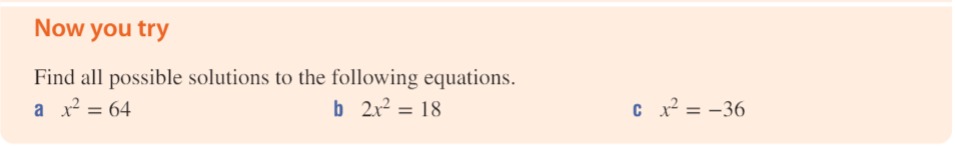 Now you try
Find all possible solutions to the following equations.
a x² = 64 b 2x² = 18 c x² = −36